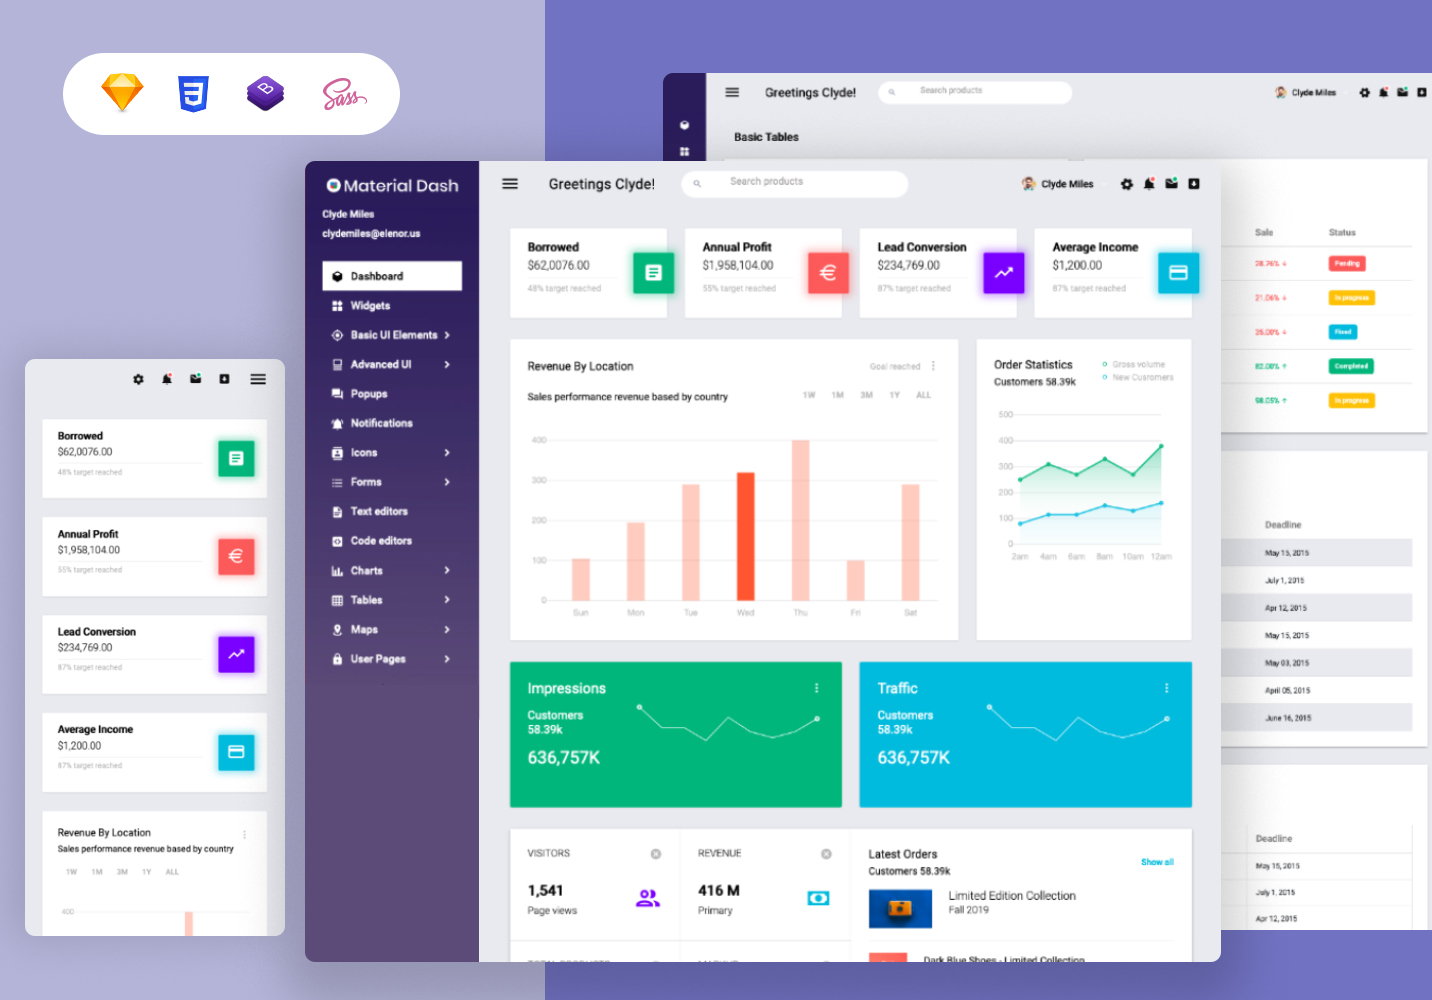 Sass
Greetings Clyde!
Search products
Clyde Miles
Basic Tables
Sale
Status
28.76%
Pending
21.06%
In progress
35.00%
Fixed
82.00%
Completed
98.05%
In progress
Deadline
May 15, 2015
July 1, 2015
Apr 12, 2015
May 15, 2015
May 03, 2015
April 05, 2015
June 16, 2015
Deadline
May 15, 2015
July 1, 2015
Apr 12, 2015
Material Dash
Clyde Miles
clydemiles@elenor.us
Dashboard
Widgets
Basic UI Elements
Advanced UI
Popups
Notifications
Icons
Forms
Text editors
Code editors
Charts
Tables
Maps
User Pages
Greetings Clyde!
Search products
Clyde Miles
Borrowed
$62,0076.00
48% target reached
Annual Profit
$1,958,104.00
55% target reached
Lead Conversion
$234,769.00
87% target reached
Average Income
$1,200.00
87% target reached
Revenue By Location
Goal reached
Sales performance revenue based by country
1W 1M 3M 1Y ALL
400
300
200
100
0
Sun Mon Tue Wed Thu Fri Sat
Order Statistics
Customers 58.39k
Gross volume
New Customers
500
400
300
200
100
0
2am 4am 6am 8am 10am 12am
Impressions
Customers
58.39k
636,757K
Traffic
Customers
58.39k
636,757K
VISITORS
1,541
Page views
REVENUE
416 M
Primary
Latest Orders
Customers 58.39k
Show all
Limited Edition Collection
Fall 2019
Dark Blue Shoes - Limited Collection
Borrowed
$62,0076.00
48% target reached
Annual Profit
$1,958,104.00
55% target reached
Lead Conversion
$234,769.00
87% target reached
Average Income
$1,200.00
87% target reached
Revenue By Location
Sales performance revenue based by country
1W 1M 3M 1Y ALL
400